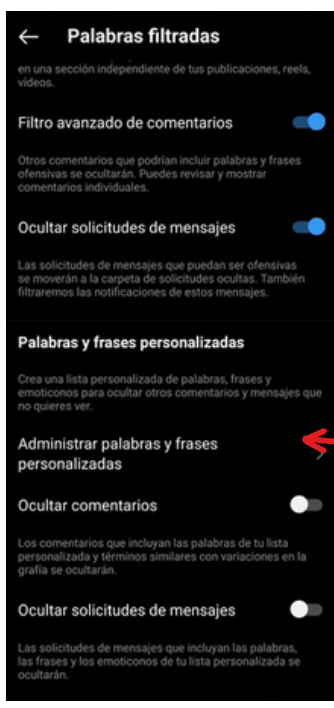 Palabras filtradas
en una sección independiente de tus publicaciones, reels,
vídeos.
Filtro avanzado de comentarios
Otros comentarios que podrían incluir palabras y frases
ofensivas se ocultarán. Puedes revisar y mostrar
comentarios individuales.
Ocultar solicitudes de mensajes
Las solicitudes de mensajes que puedan ser ofensivas
se moverán a la carpeta de solicitudes ocultas. También
filtraremos las notificaciones de estos mensajes.
Palabras y frases personalizadas
Crea una lista personalizada de palabras, frases y
emoticonos para ocultar otros comentarios y mensajes que
no quieres ver.
Administrar palabras y frases
personalizadas
Ocultar comentarios
Los comentarios que incluyan las palabras de tu lista
personalizada y términos similares con variaciones en la
grafía se ocultarán.
Ocultar solicitudes de mensajes
Las solicitudes de mensajes que incluyan las palabras,
las frases y los emoticonos de tu lista personalizada se
ocultarán.